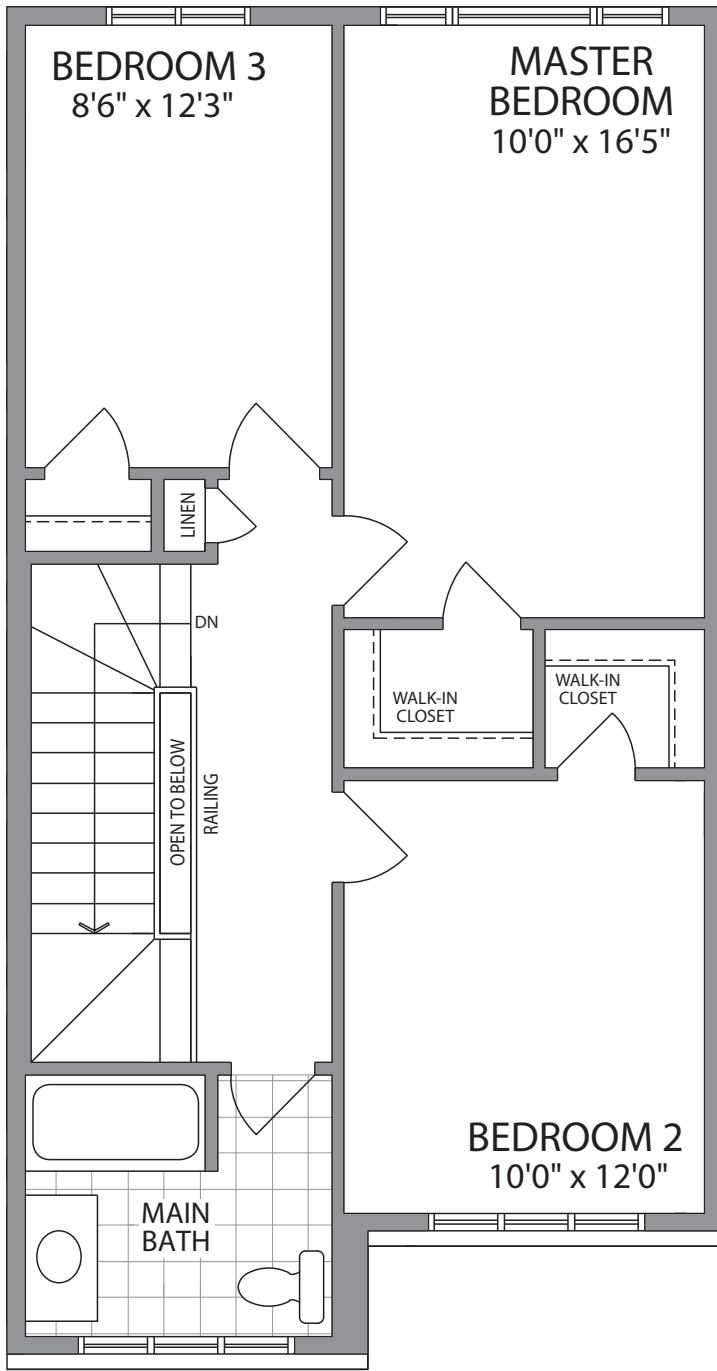 BEDROOM 3
8'6" x 12'3"
MASTER
BEDROOM
10'0" x 16'5"
LINEN
DN
WALK-IN
CLOSET
WALK-IN
CLOSET
OPEN TO BELOW
RAILING
BEDROOM 2
10'0" x 12'0"
MAIN
BATH